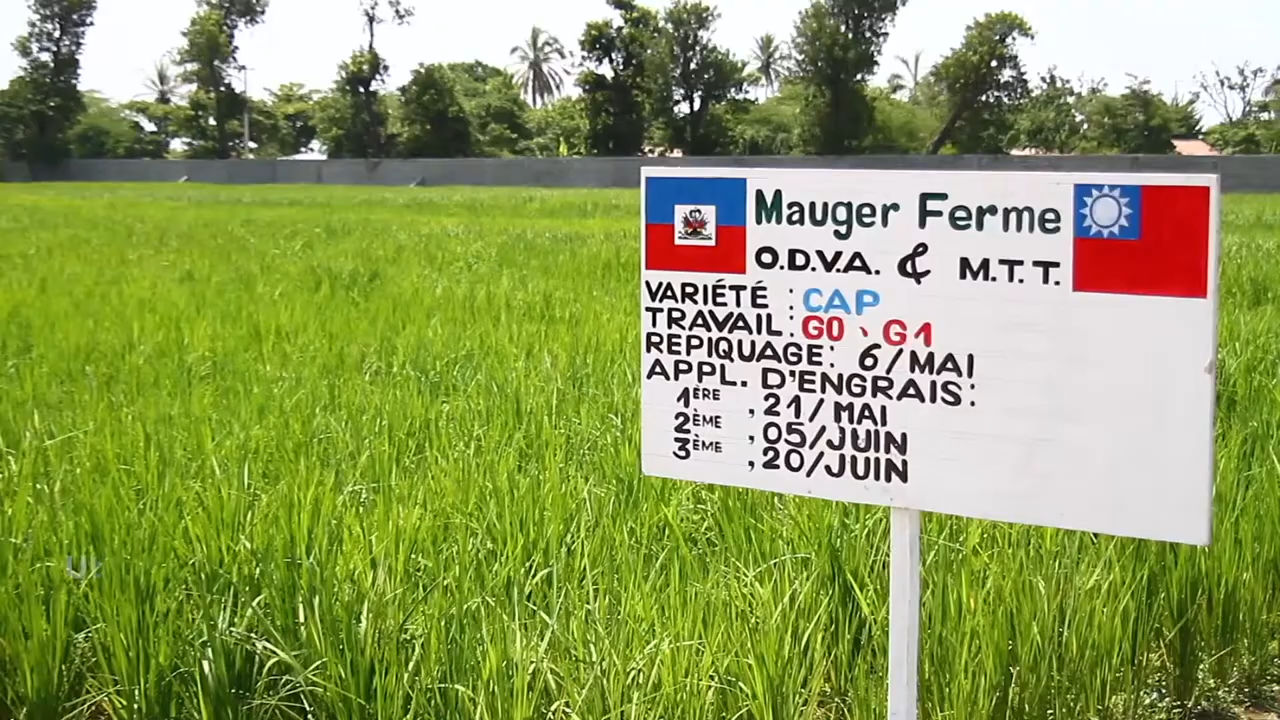 Mauger Ferme
O.D.V.A. & M.T.T.
VARIÉTÉ : CAP
TRAVAIL : G0 、 G1
REPIQUAGE: 6/MAI
APPL. D'ENGRAIS:
1ÈRE , 21/MAI
2ÈME , 05/JUIN
3ÈME , 20/JUIN